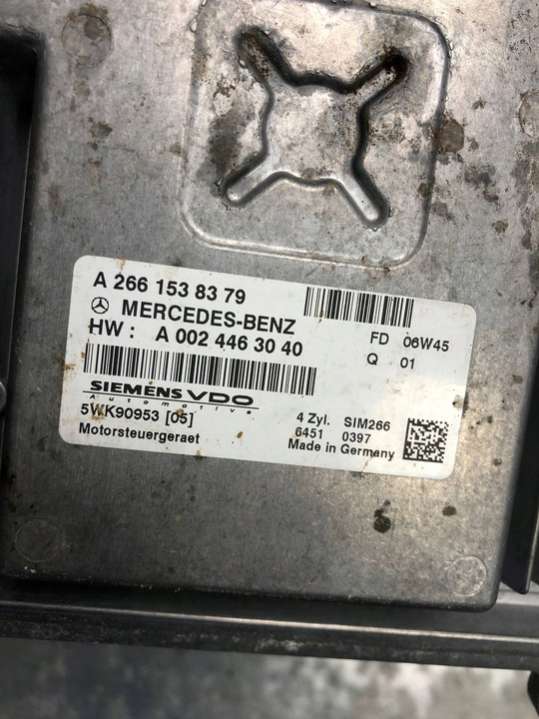 A 266 153 83 79
MERCEDES-BENZ
HW : A 002 446 30 40
FD 06W45
Q 01
SIEMENS VDO
Automotive
5WK90953 [05]
Motorsteuergeraet
4 Zyl. SIM266
6451 0397
Made in Germany